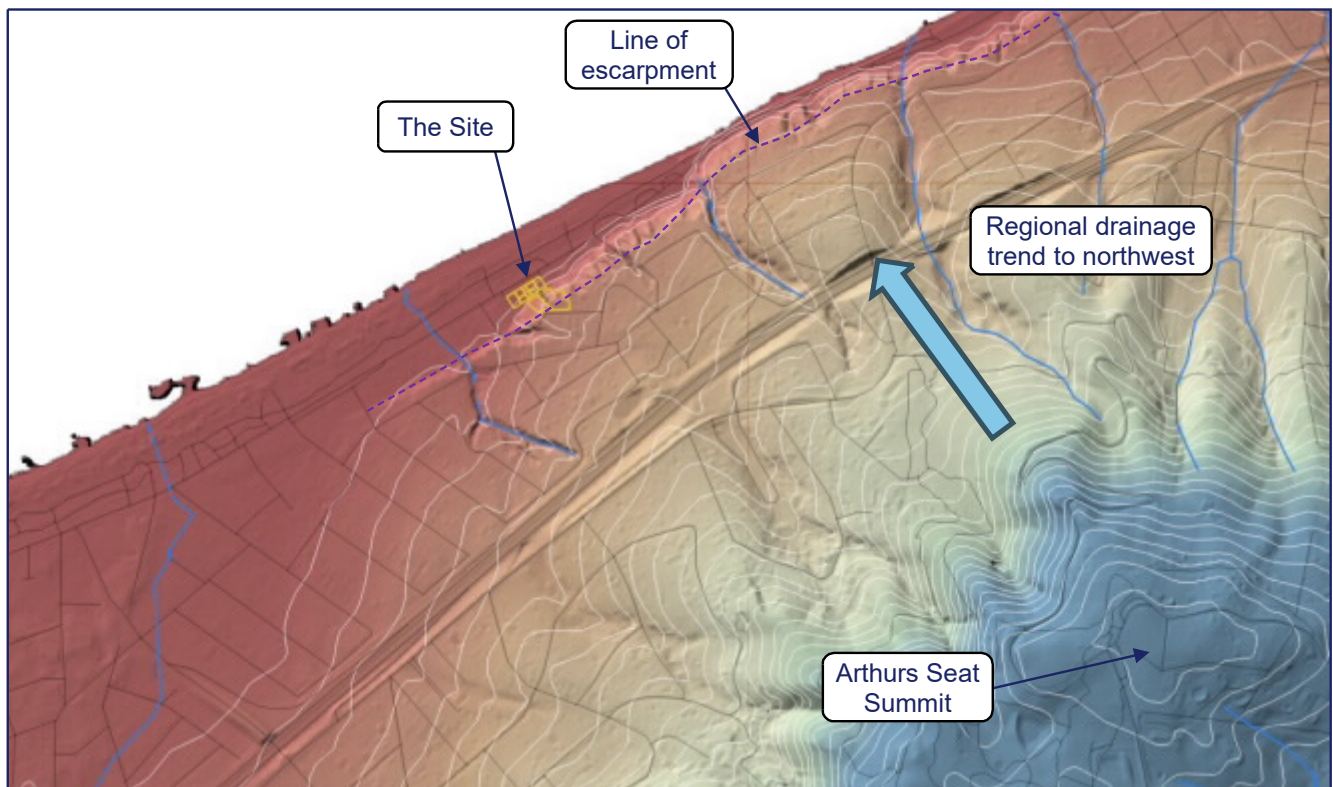 Line of
escarpment
The Site
Regional drainage
trend to northwest
Arthurs Seat
Summit